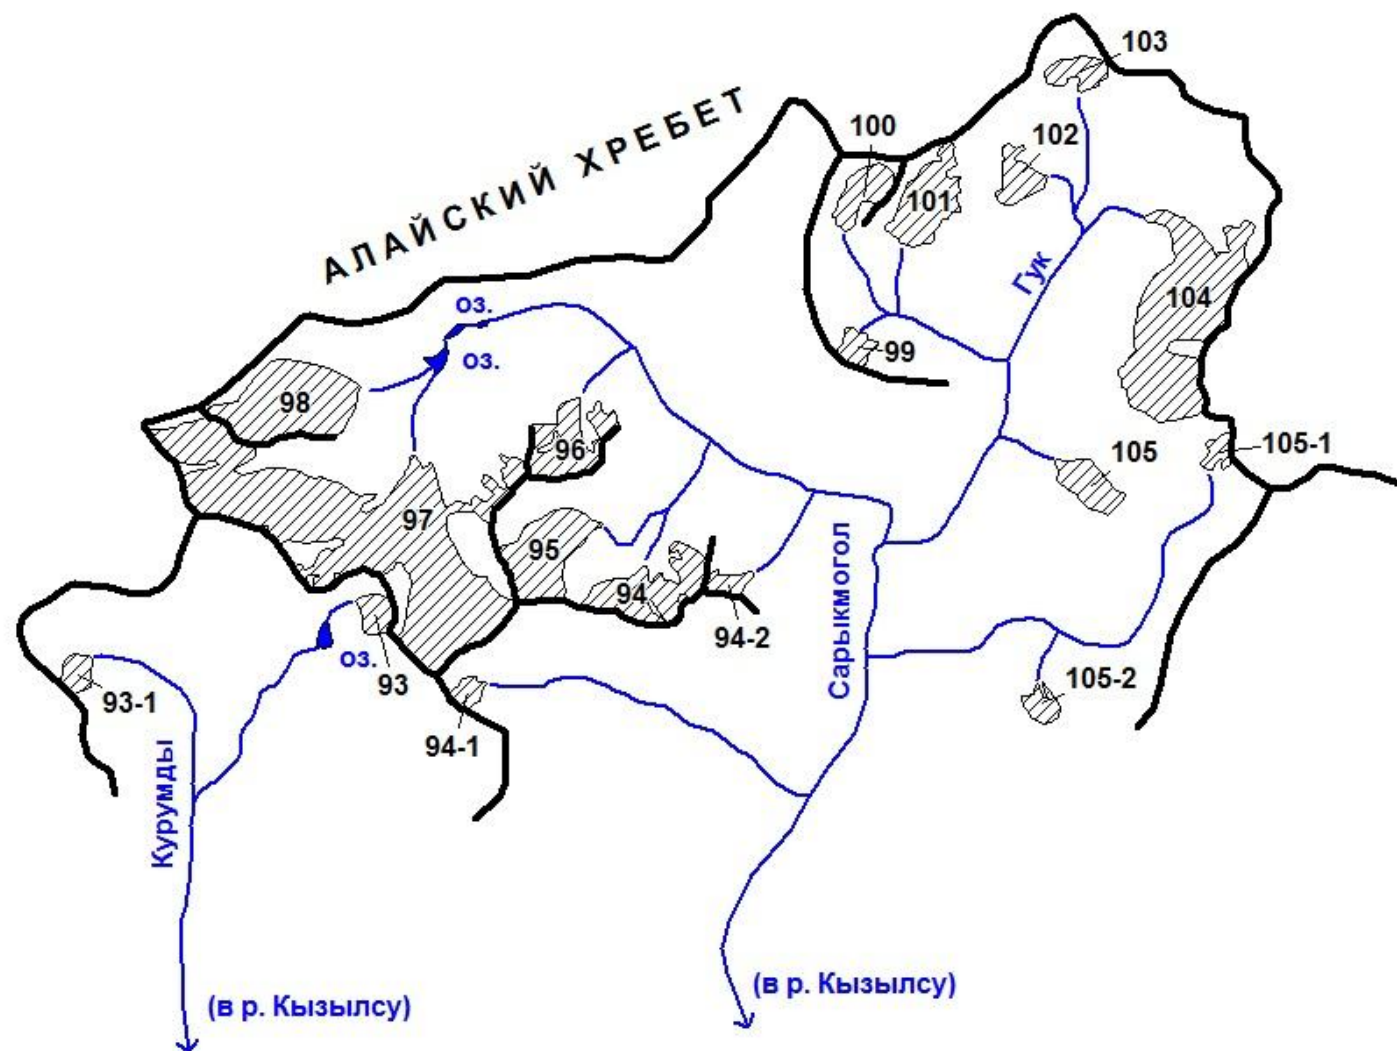 103
100
102
АЛАЙСКИЙ ХРЕБЕТ
101
Гук
104
оз.
оз.
99
98
96
105
105-1
97
95
Сарыкмогол
94
94-2
оз.
93
93-1
94-1
105-2
Курумды
(в р. Кызылсу)
(в р. Кызылсу)